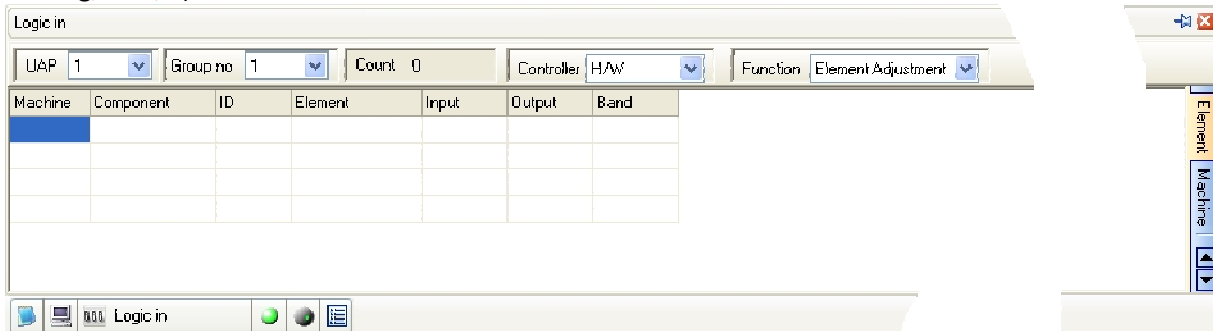 Logic in
UAP 1 Group no 1 Count 0 Controller H/W Function Element Adjustment
Machine Component ID Element Input Output Band
Element
Machine
Logic in